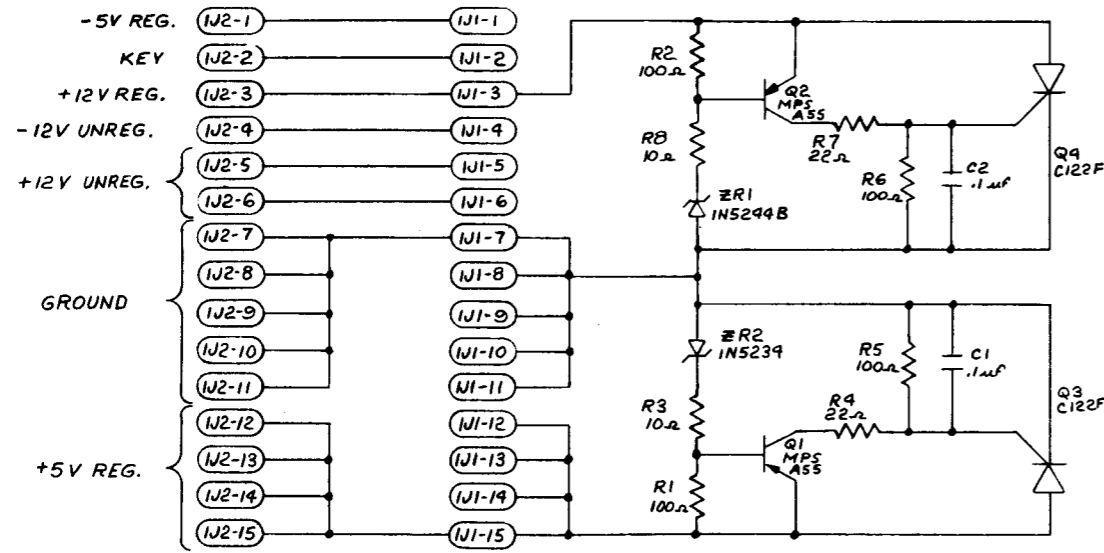 -5V REG.
1J2-1
1J1-1
KEY
1J2-2
1J1-2
+12V REG.
1J2-3
1J1-3
-12V UNREG.
1J2-4
1J1-4
+12V UNREG.
1J2-5
1J1-5
1J2-6
1J1-6
GROUND
1J2-7
1J1-7
1J2-8
1J1-8
1J2-9
1J1-9
1J2-10
1J1-10
1J2-11
1J1-11
+5V REG.
1J2-12
1J1-12
1J2-13
1J1-13
1J2-14
1J1-14
1J2-15
1J1-15
R2
100Ω
Q2
MPS
A55
R8
10Ω
R7
22Ω
R6
100Ω
C2
.1uf
Q4
C122F
ZR1
1N5244B
ZR2
1N5234
R3
10Ω
R1
100Ω
Q1
MPS
A55
R4
22Ω
R5
100Ω
C1
.1uf
Q3
C122F